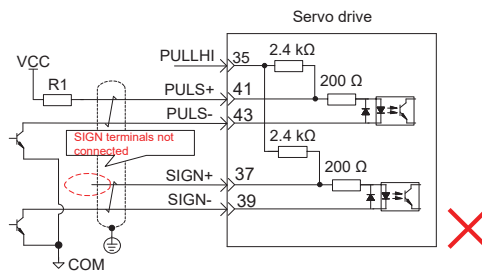 Servo drive
PULLHI 35 2.4 kΩ
VCC
R1 PULS+ 41 200 Ω
PULS- 43
SIGN terminals not
connected
2.4 kΩ
SIGN+ 37 200 Ω
SIGN- 39
COM